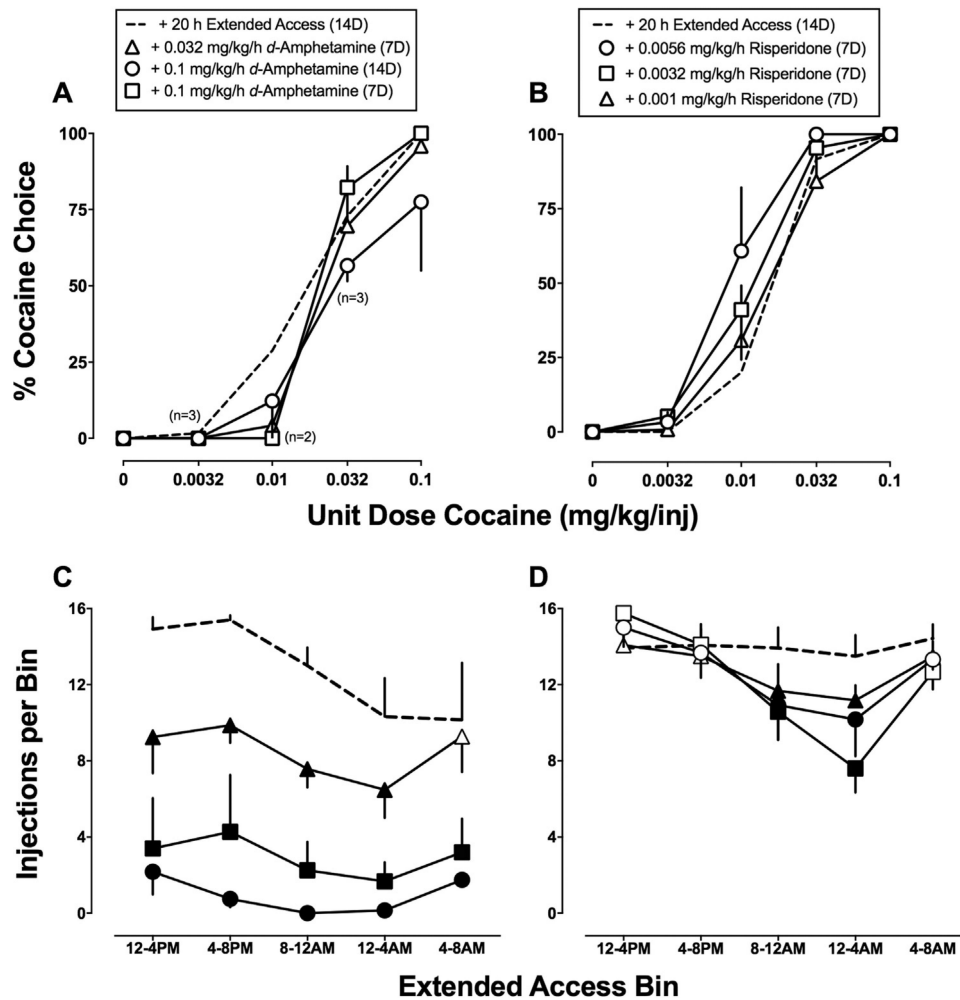 + 20 h Extended Access (14D)
+ 0.032 mg/kg/h d-Amphetamine (7D)
+ 0.1 mg/kg/h d-Amphetamine (14D)
+ 0.1 mg/kg/h d-Amphetamine (7D)
+ 20 h Extended Access (14D)
+ 0.0056 mg/kg/h Risperidone (7D)
+ 0.0032 mg/kg/h Risperidone (7D)
+ 0.001 mg/kg/h Risperidone (7D)
A
B
% Cocaine Choice
100
75
50
25
0
(n=3)
(n=3)
(n=2)
0 0.0032 0.01 0.032 0.1
100
75
50
25
0
0 0.0032 0.01 0.032 0.1
Unit Dose Cocaine (mg/kg/inj)
C
D
Injections per Bin
16
12
8
4
0
12-4PM 4-8PM 8-12AM 12-4AM 4-8AM
16
12
8
4
0
12-4PM 4-8PM 8-12AM 12-4AM 4-8AM
Extended Access Bin